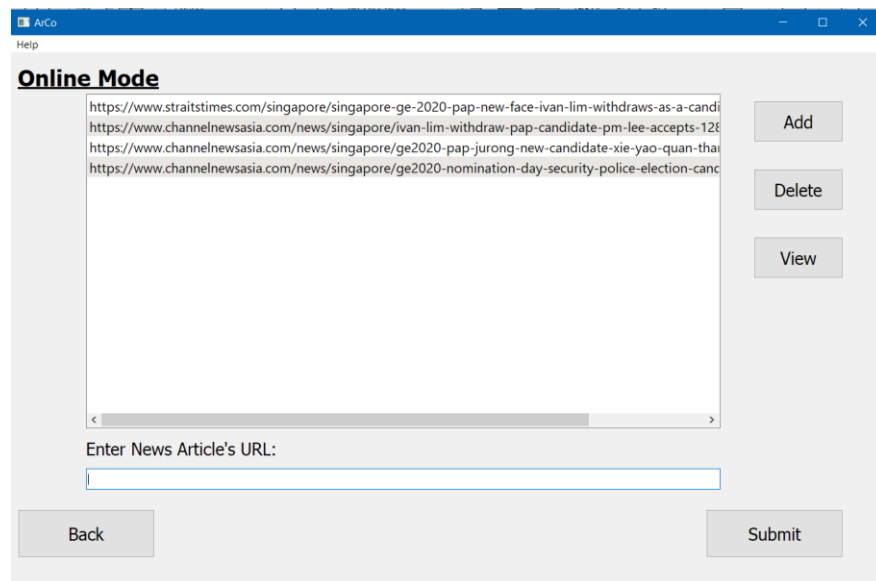 ArCo
Help
Online Mode
https://www.straitstimes.com/singapore/singapore-ge-2020-pap-new-face-ivan-lim-withdraws-as-a-candi
https://www.channelnewsasia.com/news/singapore/ivan-lim-withdraw-pap-candidate-pm-lee-accepts-128
https://www.channelnewsasia.com/news/singapore/ge2020-pap-jurong-new-candidate-xie-yao-quan-thar
https://www.channelnewsasia.com/news/singapore/ge2020-nomination-day-security-police-election-canc
Add
Delete
View
Enter News Article's URL:
Back
Submit